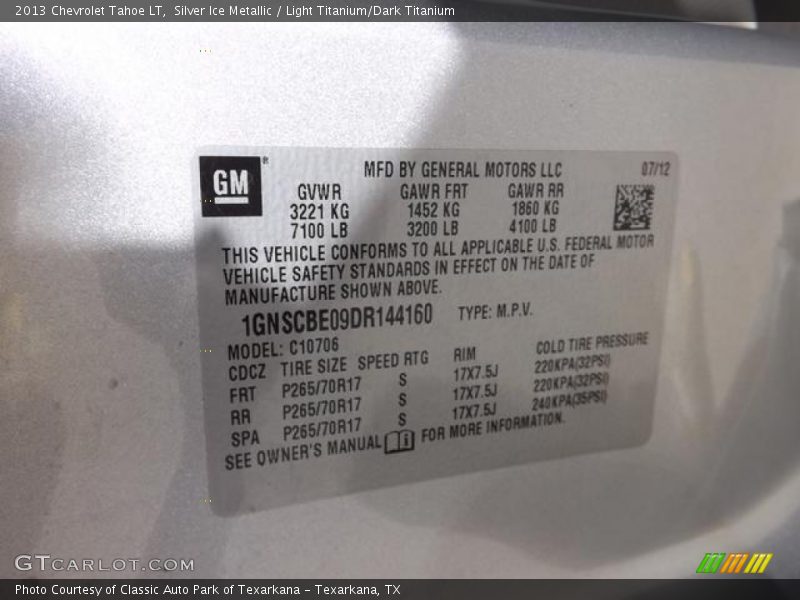 2013 Chevrolet Tahoe LT, Silver Ice Metallic / Light Titanium/Dark Titanium
GM®
MFD BY GENERAL MOTORS LLC 07/12
GVWR GAWR FRT GAWR RR
3221 KG 1452 KG 1860 KG
7100 LB 3200 LB 4100 LB
THIS VEHICLE CONFORMS TO ALL APPLICABLE U.S. FEDERAL MOTOR
VEHICLE SAFETY STANDARDS IN EFFECT ON THE DATE OF
MANUFACTURE SHOWN ABOVE.
1GNSCBE09DR144160 TYPE: M.P.V.
MODEL: C10706
CDCZ TIRE SIZE SPEED RTG RIM COLD TIRE PRESSURE
FRT P265/70R17 S 17X7.5J 220KPA(32PSI)
RR P265/70R17 S 17X7.5J 220KPA(32PSI)
SPA P265/70R17 S 17X7.5J 240KPA(35PSI)
SEE OWNER'S MANUAL FOR MORE INFORMATION.
GTCARLOT.COM
Photo Courtesy of Classic Auto Park of Texarkana - Texarkana, TX